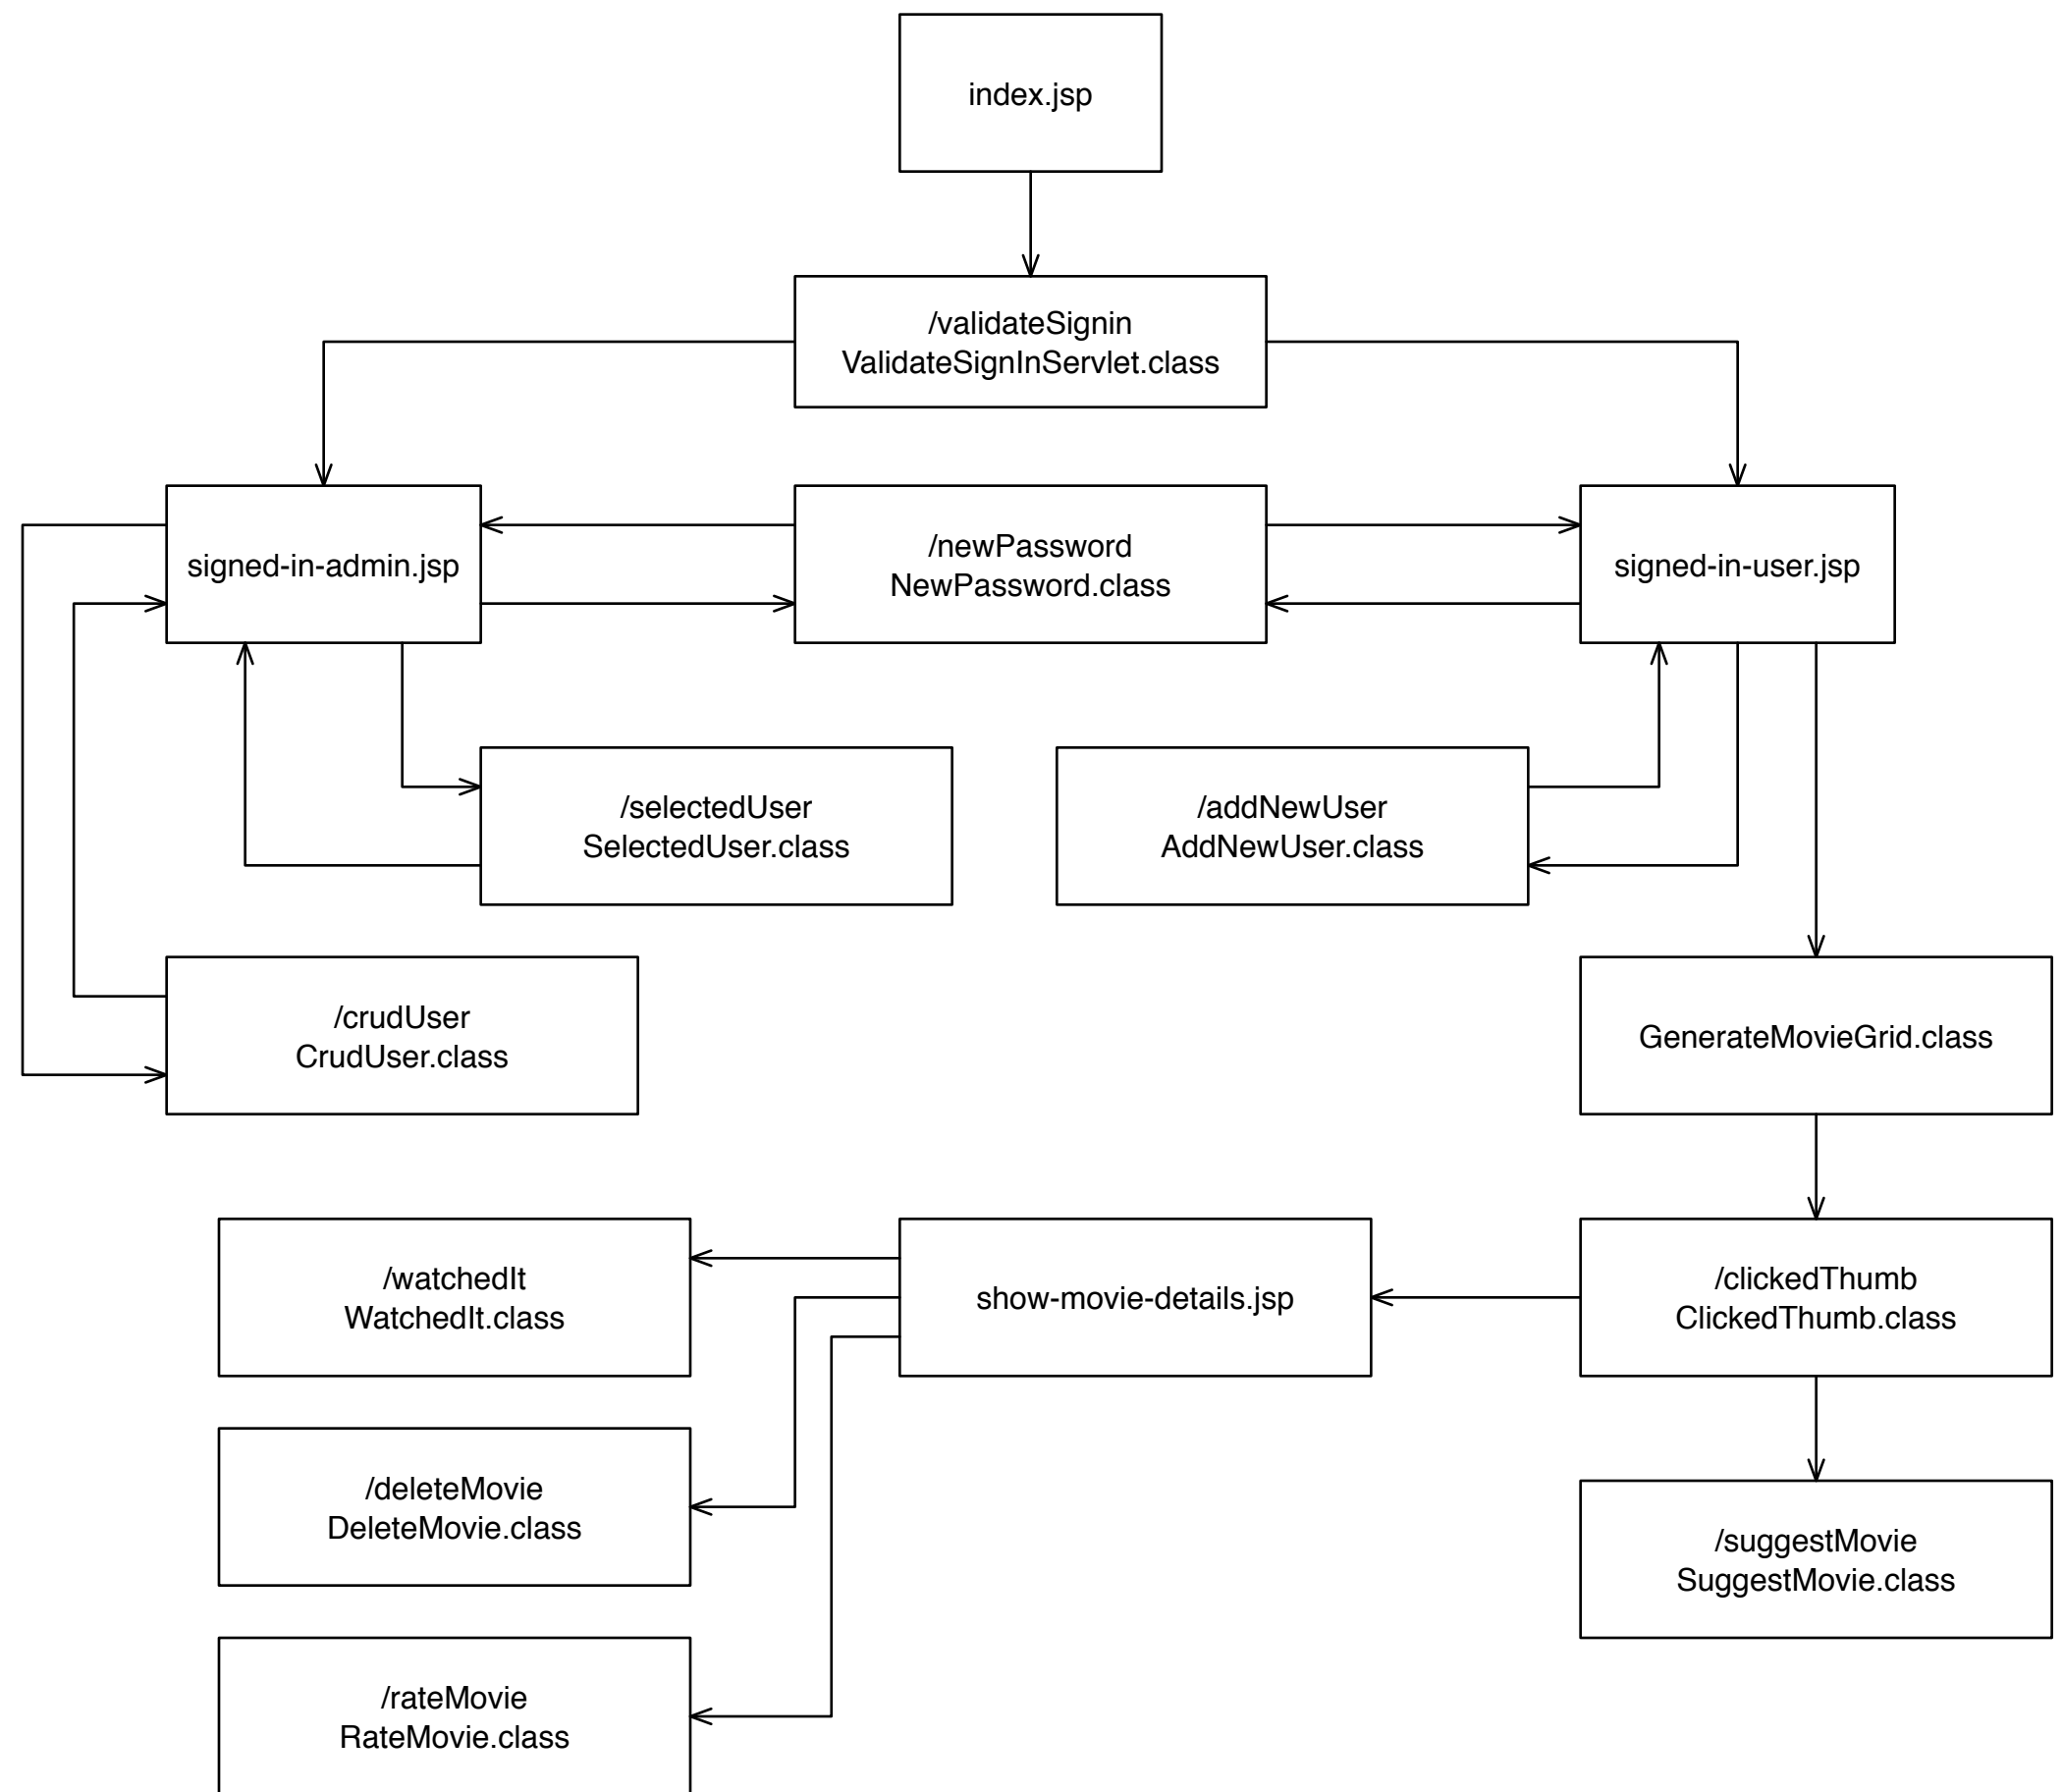 index.jsp
/validateSignin
ValidateSignInServlet.class
signed-in-admin.jsp
/newPassword
NewPassword.class
signed-in-user.jsp
/selectedUser
SelectedUser.class
/addNewUser
AddNewUser.class
/crudUser
CrudUser.class
GenerateMovieGrid.class
/watchedIt
WatchedIt.class
show-movie-details.jsp
/clickedThumb
ClickedThumb.class
/deleteMovie
DeleteMovie.class
/suggestMovie
SuggestMovie.class
/rateMovie
RateMovie.class